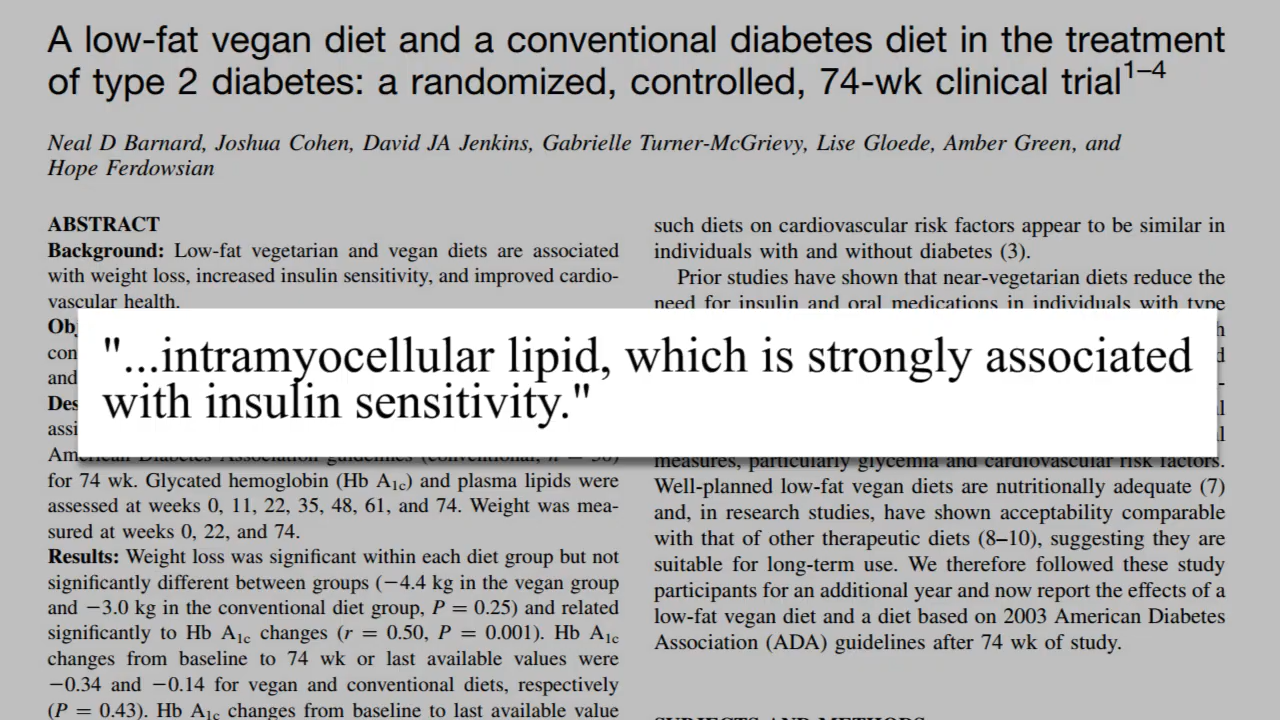 A low-fat vegan diet and a conventional diabetes diet in the treatment
of type 2 diabetes: a randomized, controlled, 74-wk clinical trial1–4
Neal D Barnard, Joshua Cohen, David JA Jenkins, Gabrielle Turner-McGrievy, Lise Gloede, Amber Green, and
Hope Ferdowsian
ABSTRACT
Background: Low-fat vegetarian and vegan diets are associated
with weight loss, increased insulin sensitivity, and improved cardio-
vascular health.
"...intramyocellular lipid, which is strongly associated
with insulin sensitivity."
American Diabetes Association guidelines (conventional,
for 74 wk. Glycated hemoglobin (Hb A1c) and plasma lipids were
assessed at weeks 0, 11, 22, 35, 48, 61, and 74. Weight was mea-
sured at weeks 0, 22, and 74.
Results: Weight loss was significant within each diet group but not
significantly different between groups (−4.4 kg in the vegan group
and −3.0 kg in the conventional diet group, P = 0.25) and related
significantly to Hb A1c changes (r = 0.50, P = 0.001). Hb A1c
changes from baseline to 74 wk or last available values were
−0.34 and −0.14 for vegan and conventional diets, respectively
(P = 0.43). Hb A1c changes from baseline to last available value
such diets on cardiovascular risk factors appear to be similar in
individuals with and without diabetes (3).
Prior studies have shown that near-vegetarian diets reduce the
need for insulin and oral medications in individuals with type
measures, particularly glycemia and cardiovascular risk factors.
Well-planned low-fat vegan diets are nutritionally adequate (7)
and, in research studies, have shown acceptability comparable
with that of other therapeutic diets (8–10), suggesting they are
suitable for long-term use. We therefore followed these study
participants for an additional year and now report the effects of a
low-fat vegan diet and a diet based on 2003 American Diabetes
Association (ADA) guidelines after 74 wk of study.
SUBJECTS AND METHODS